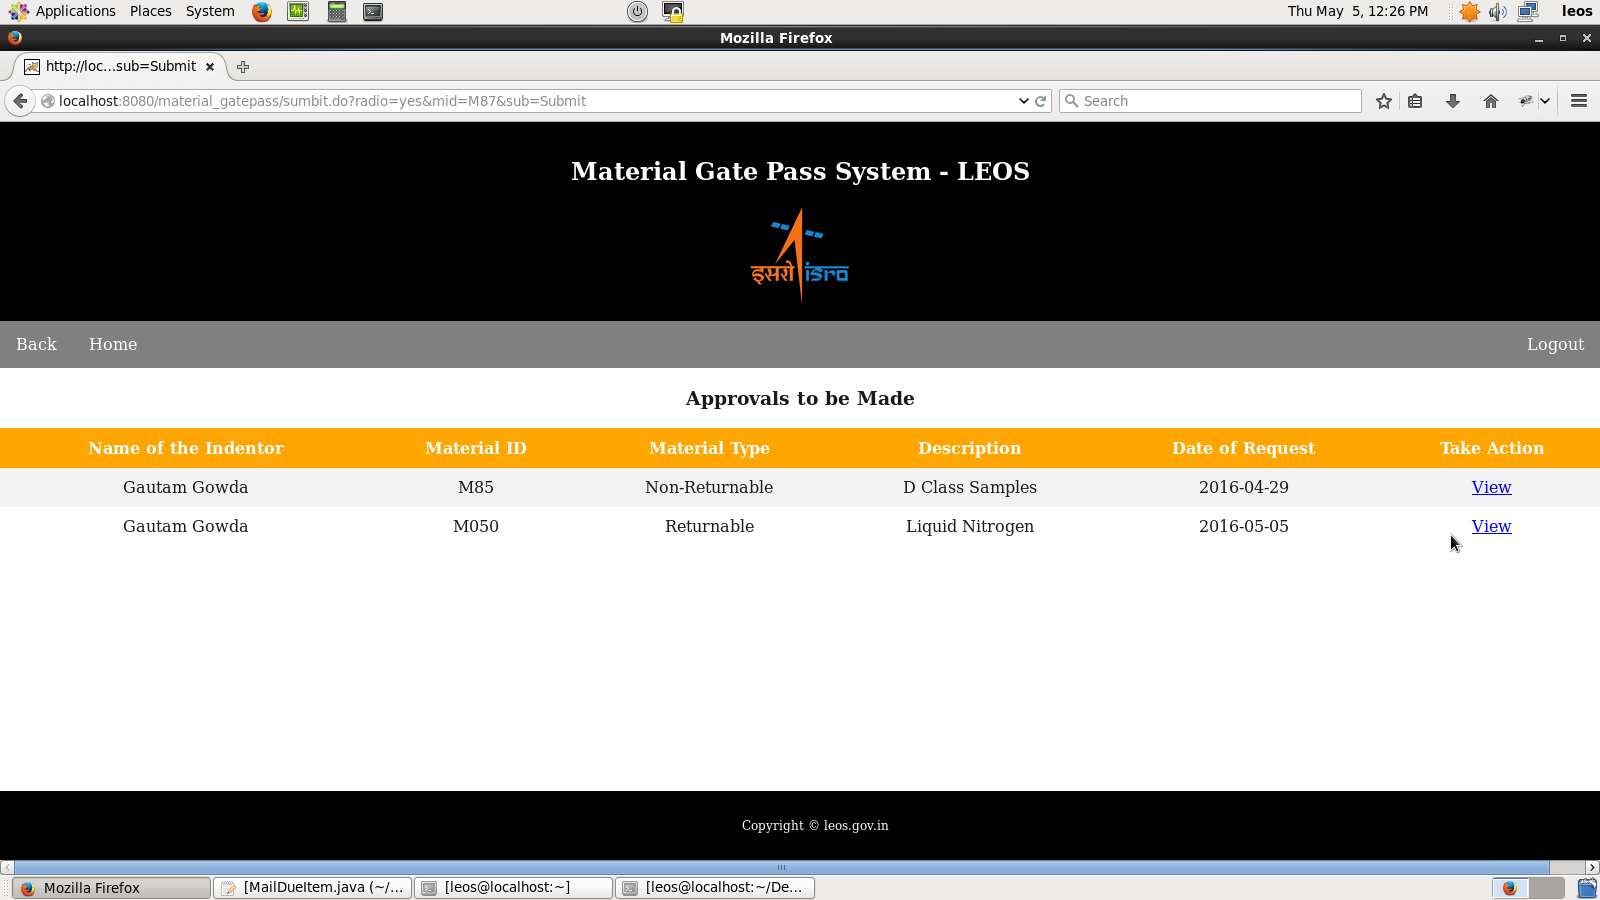 Applications Places System Thu May 5, 12:26 PM leos
Mozilla Firefox
http://loc...sub=Submit
localhost:8080/material_gatepass/sumbit.do?radio=yes&mid=M87&sub=Submit Search
Material Gate Pass System - LEOS
इसरो isro
Back Home Logout
Approvals to be Made
Name of the Indentor Material ID Material Type Description Date of Request Take Action
Gautam Gowda M85 Non-Returnable D Class Samples 2016-04-29 View
Gautam Gowda M050 Returnable Liquid Nitrogen 2016-05-05 View
Copyright © leos.gov.in
Mozilla Firefox [MailDueItem.java (~/... [leos@localhost:~] [leos@localhost:~/De...